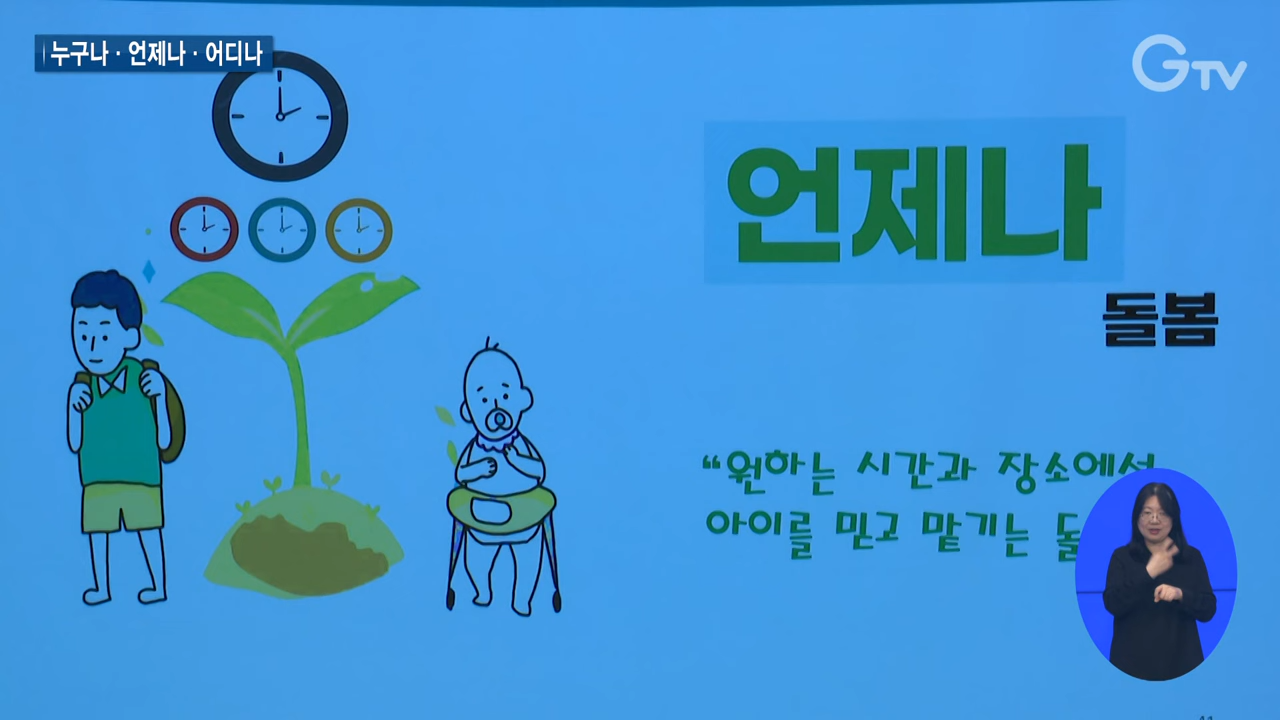 누구나 · 언제나 · 어디나
GTV
언제나
돌봄
“원하는 시간과 장소에서
아이를 믿고 맡기는